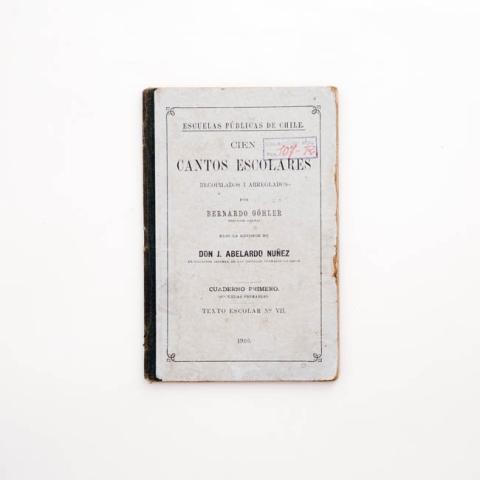 ESCUELAS PÚBLICAS DE CHILE.
CIEN
CANTOS ESCOLARES
RECOPILADOS I ARREGLADOS
POR
BERNARDO GÖHLER
BAJO LA REVISION DE
DON J. ABELARDO NUÑEZ
CUADERNO PRIMERO.
TEXTO ESCOLAR Nº VII.